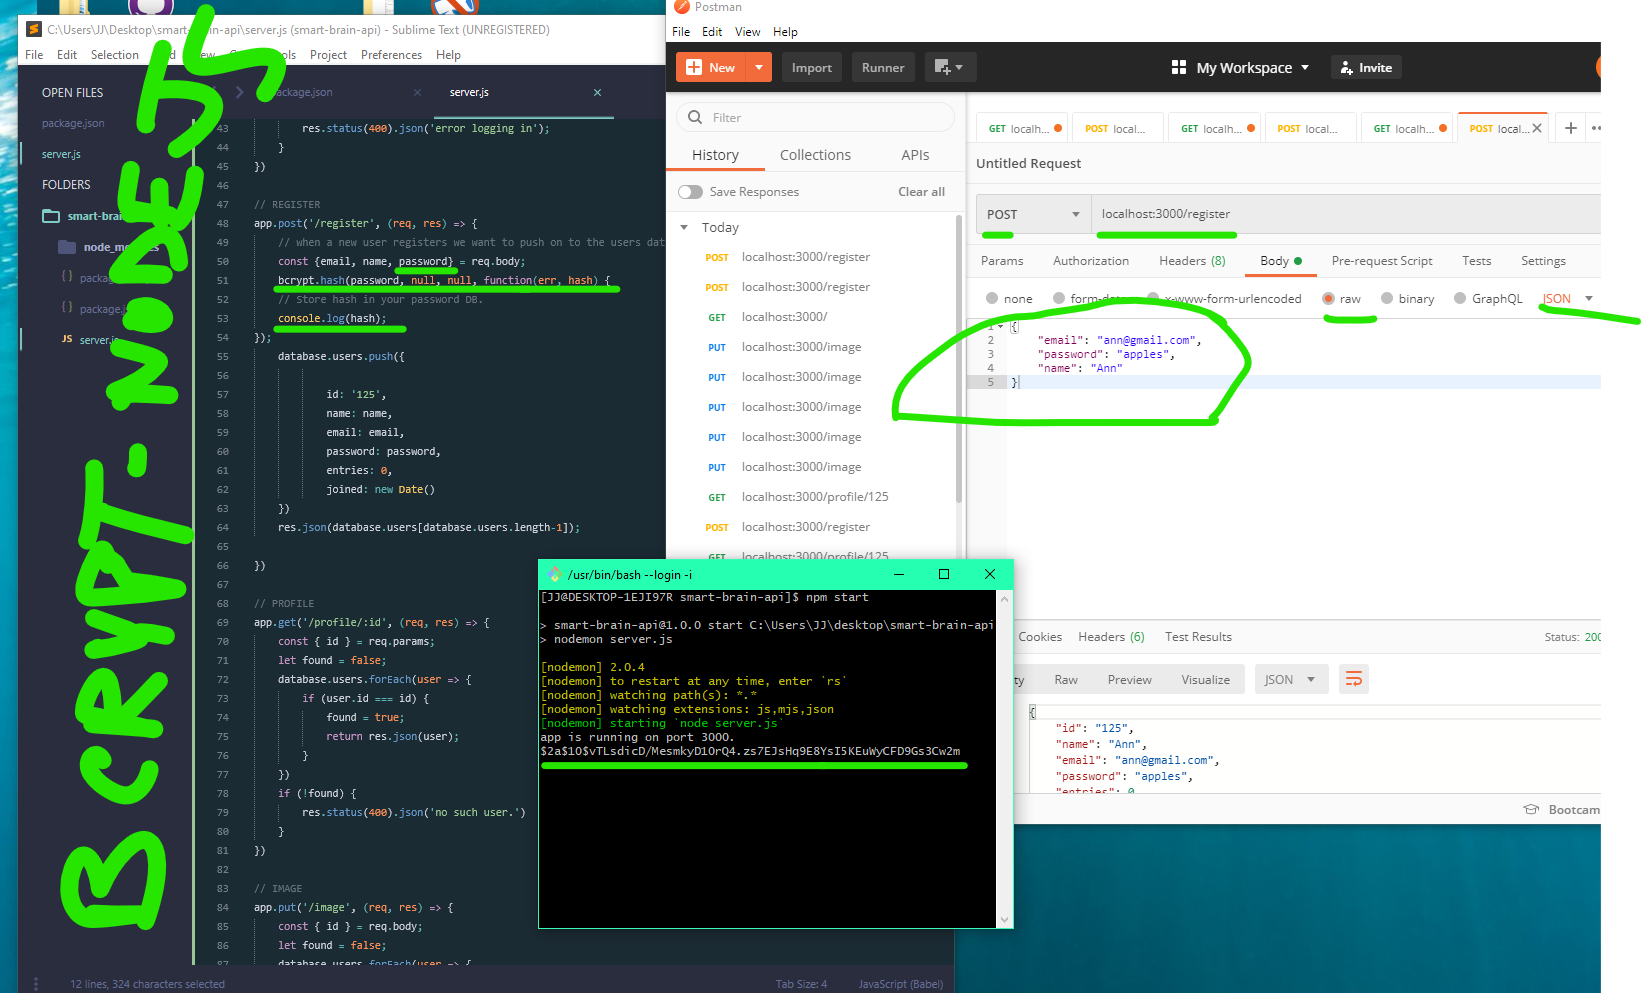 C:\Users\JJ\Desktop\smart-brain-api\server.js (smart-brain-api) - Sublime Text (UNREGISTERED)
File Edit Selection Project Preferences Help
OPEN FILES
package.json
server.js
FOLDERS
server.js
package.json
server.js
BCRYPT-NODEJS
43 res.status(400).json('error logging in');
44 }
45 })
46
47 // REGISTER
48 app.post('/register', (req, res) => {
49 // when a new user registers we want to push on to the users dat
50 const {email, name, password} = req.body;
51 bcrypt.hash(password, null, null, function(err, hash) {
52 // Store hash in your password DB.
53 console.log(hash);
54 });
55 database.users.push({
56
57 id: '125',
58 name: name,
59 email: email,
60 password: password,
61 entries: 0,
62 joined: new Date()
63 })
64 res.json(database.users[database.users.length-1]);
65
66 })
67
68 // PROFILE
69 app.get('/profile/:id', (req, res) => {
70 const { id } = req.params;
71 let found = false;
72 database.users.forEach(user => {
73 if (user.id === id) {
74 found = true;
75 return res.json(user);
76 }
77 })
78 if (!found) {
79 res.status(400).json('no such user.')
80 }
81 })
82
83 // IMAGE
84 app.put('/image', (req, res) => {
85 const { id } = req.body;
86 let found = false;
87 database.users.forEach(user => {
12 lines, 324 characters selected Tab Size: 4 JavaScript (Babel)
Postman
File Edit View Help
New Import Runner My Workspace Invite
Filter
History Collections APIs
Save Responses Clear all
Today
POST localhost:3000/register
POST localhost:3000/register
GET localhost:3000/
PUT localhost:3000/image
PUT localhost:3000/image
PUT localhost:3000/image
PUT localhost:3000/image
PUT localhost:3000/image
GET localhost:3000/profile/125
POST localhost:3000/register
GET localhost:3000/profile/125
GET localh... POST local... GET localh... POST local... GET localh... POST local...
Untitled Request
POST localhost:3000/register
Params Authorization Headers (8) Body Pre-request Script Tests Settings
none form-data x-www-form-urlencoded raw binary GraphQL JSON
1 {
2 "email": "ann@gmail.com",
3 "password": "apples",
4 "name": "Ann"
5 }
Cookies Headers (6) Test Results Status: 200
ty Raw Preview Visualize JSON
{
"id": "125",
"name": "Ann",
"email": "ann@gmail.com",
"password": "apples",
"entries": 0
Bootcam
/usr/bin/bash --login -i
[JJ@DESKTOP-1EJI97R smart-brain-api]$ npm start
> smart-brain-api@1.0.0 start C:\Users\JJ\desktop\smart-brain-api
> nodemon server.js
[nodemon] 2.0.4
[nodemon] to restart at any time, enter `rs`
[nodemon] watching path(s): *.*
[nodemon] watching extensions: js,mjs,json
[nodemon] starting `node server.js`
app is running on port 3000.
$2a$10$vTLsdicD/MesmkyD1OrQ4.zs7EJsHq9E8YsI5KEuWyCFD9Gs3Cw2m